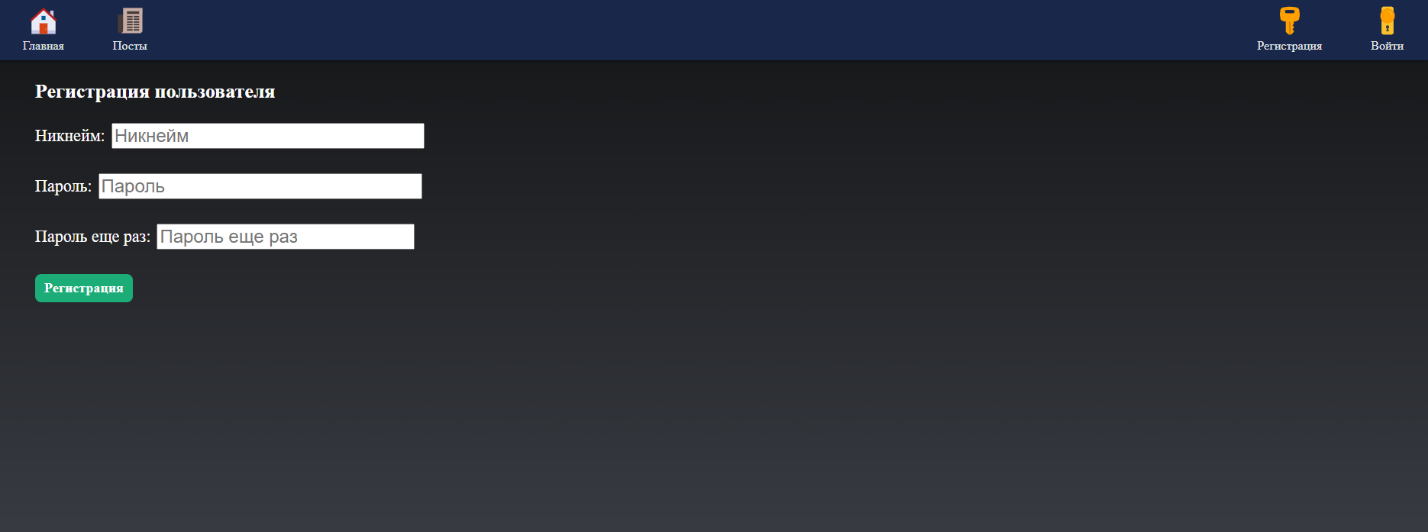 Главная Посты Регистрация Войти
Регистрация пользователя
Никнейм: Никнейм
Пароль: Пароль
Пароль еще раз: Пароль еще раз
Регистрация